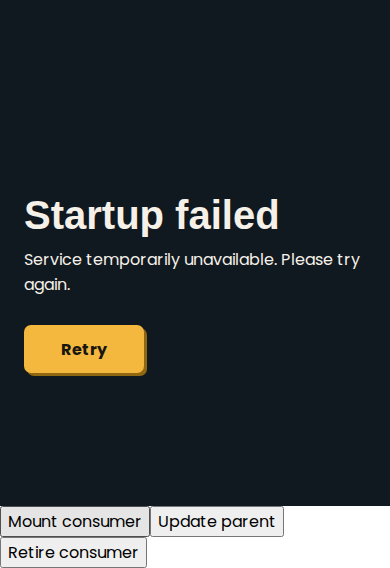 Startup failed
Service temporarily unavailable. Please try
again.
Retry
Mount consumer Update parent
Retire consumer